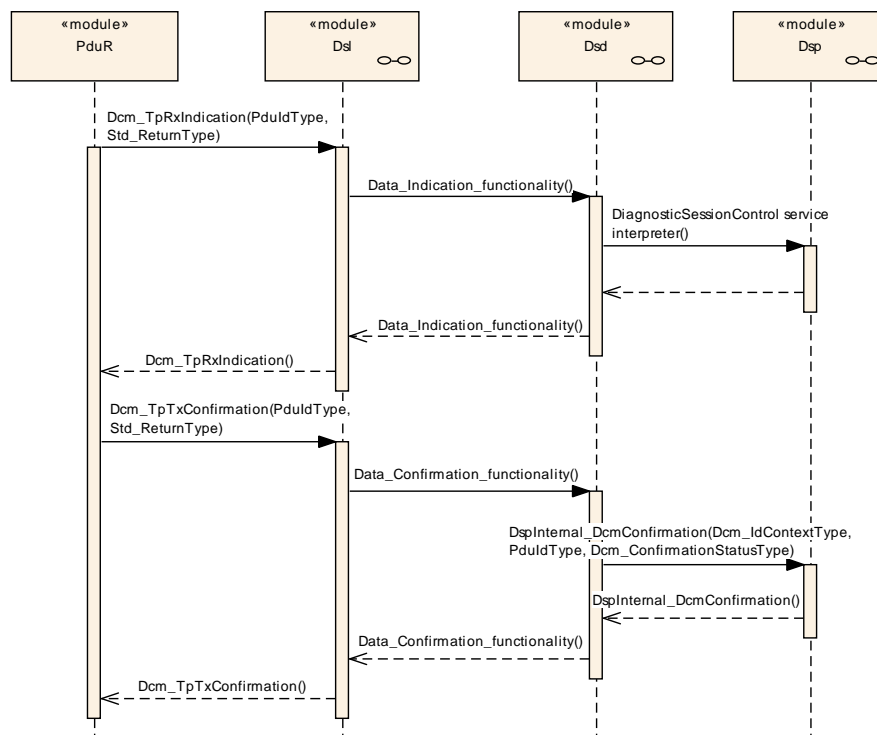 «module»
PduR
«module»
Dsl
«module»
Dsd
«module»
Dsp
Dcm_TpRxIndication(PduIdType,
Std_ReturnType)
Data_Indication_functionality()
DiagnosticSessionControl service
interpreter()
Data_Indication_functionality()
Dcm_TpRxIndication()
Dcm_TpTxConfirmation(PduIdType,
Std_ReturnType)
Data_Confirmation_functionality()
DspInternal_DcmConfirmation(Dcm_IdContextType,
PduIdType, Dcm_ConfirmationStatusType)
DspInternal_DcmConfirmation()
Data_Confirmation_functionality()
Dcm_TpTxConfirmation()